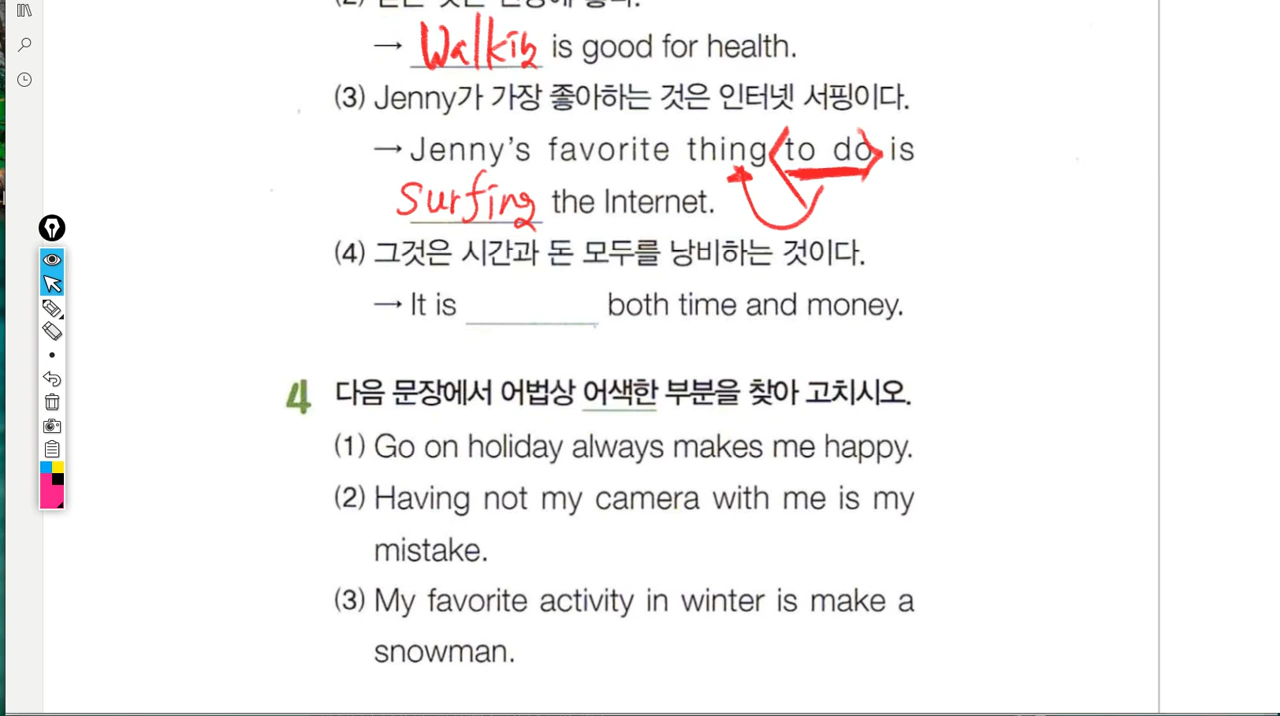 → Walking is good for health.
(3) Jenny가 가장 좋아하는 것은 인터넷 서핑이다.
→ Jenny's favorite thing to do is
Surfing the Internet.
(4) 그것은 시간과 돈 모두를 낭비하는 것이다.
→ It is ________ both time and money.
4 다음 문장에서 어법상 어색한 부분을 찾아 고치시오.
(1) Go on holiday always makes me happy.
(2) Having not my camera with me is my
mistake.
(3) My favorite activity in winter is make a
snowman.